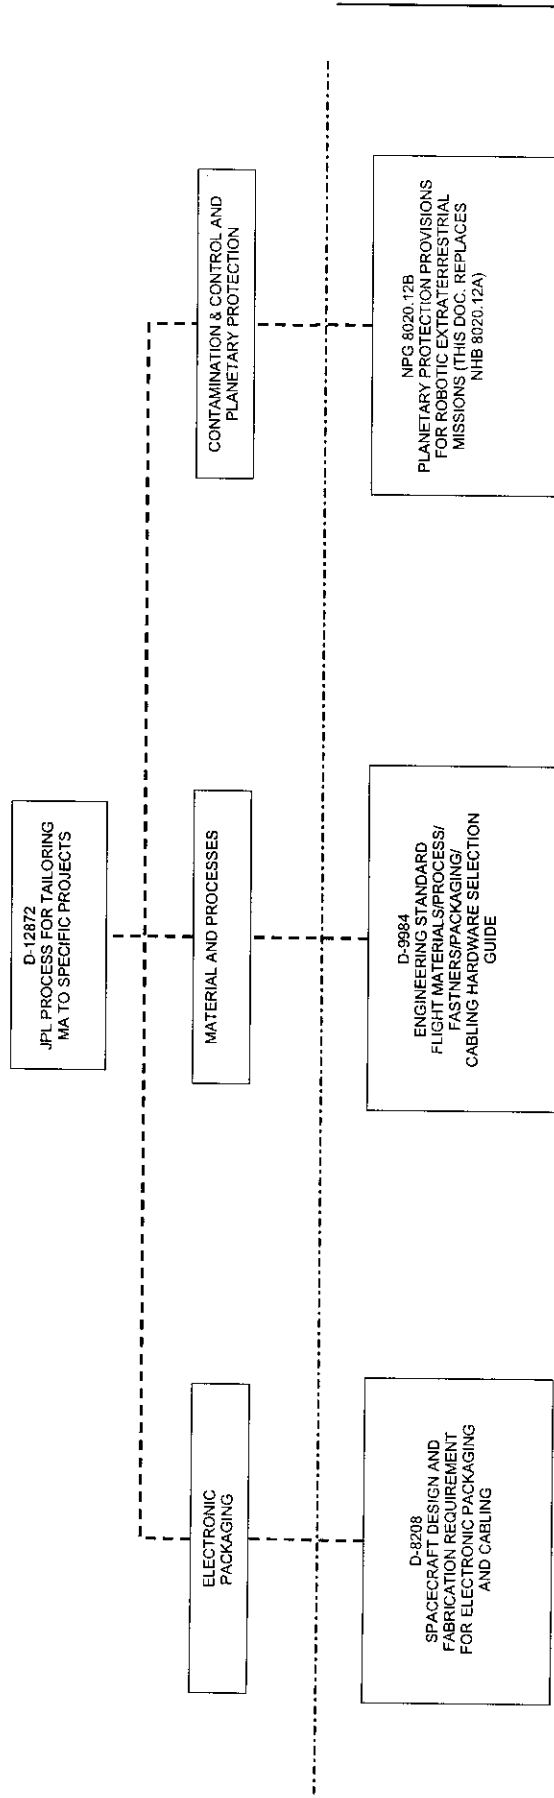 D-12872
JPL PROCESS FOR TAILORING
MA TO SPECIFIC PROJECTS
ELECTRONIC
PACKAGING
MATERIAL AND PROCESSES
CONTAMINATION & CONTROL AND
PLANETARY PROTECTION
D-8208
SPACECRAFT DESIGN AND
FABRICATION REQUIREMENT
FOR ELECTRONIC PACKAGING
AND CABLING
D-9984
ENGINEERING STANDARD
FLIGHT MATERIALS/PROCESS/
FASTNERS/PACKAGING/
CABLING HARDWARE SELECTION
GUIDE
NPG 8020.12B
PLANETARY PROTECTION PROVISIONS
FOR ROBOTIC EXTRATERRESTRIAL
MISSIONS (THIS DOC. REPLACES
NHB 8020.12A)